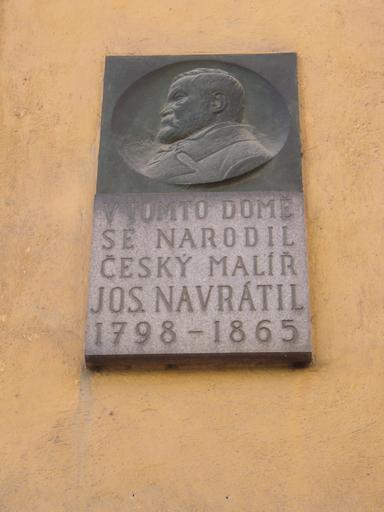 V TOMTO DOMĚ
SE NARODIL
ČESKÝ MALÍŘ
JOS. NAVRÁTIL
1798 – 1865